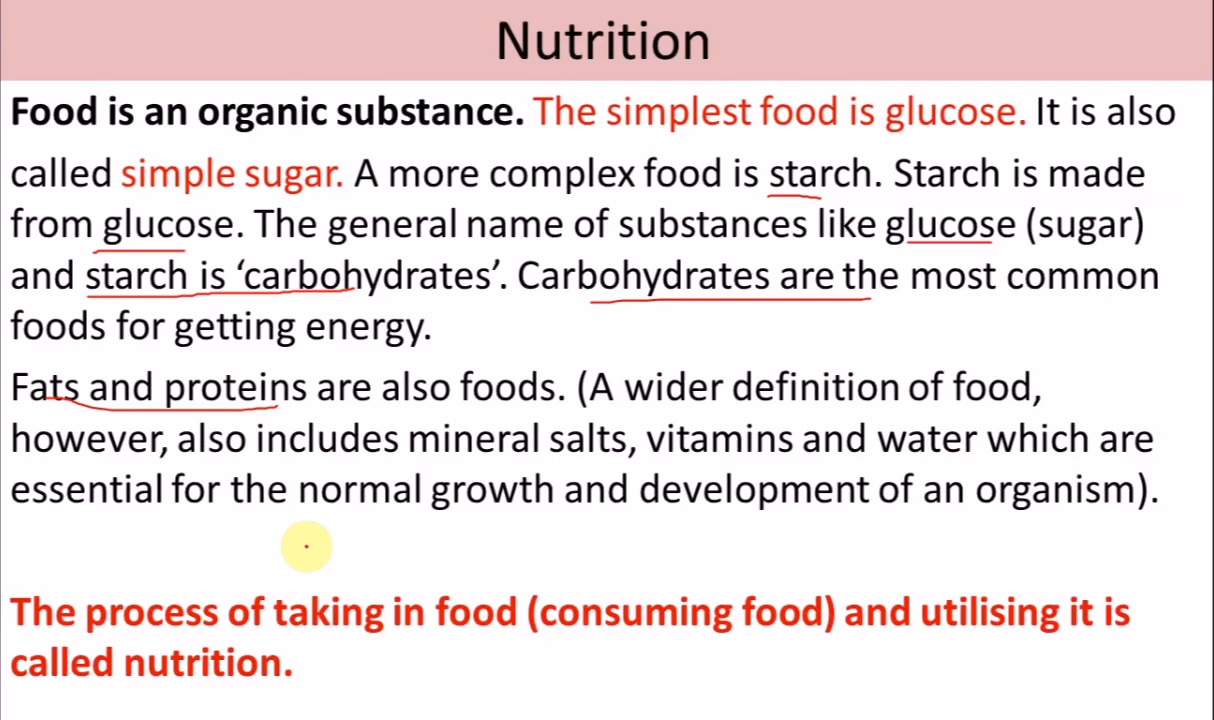 Nutrition
Food is an organic substance. The simplest food is glucose. It is also
called simple sugar. A more complex food is starch. Starch is made
from glucose. The general name of substances like glucose (sugar)
and starch is ‘carbohydrates’. Carbohydrates are the most common
foods for getting energy.
Fats and proteins are also foods. (A wider definition of food,
however, also includes mineral salts, vitamins and water which are
essential for the normal growth and development of an organism).
The process of taking in food (consuming food) and utilising it is
called nutrition.